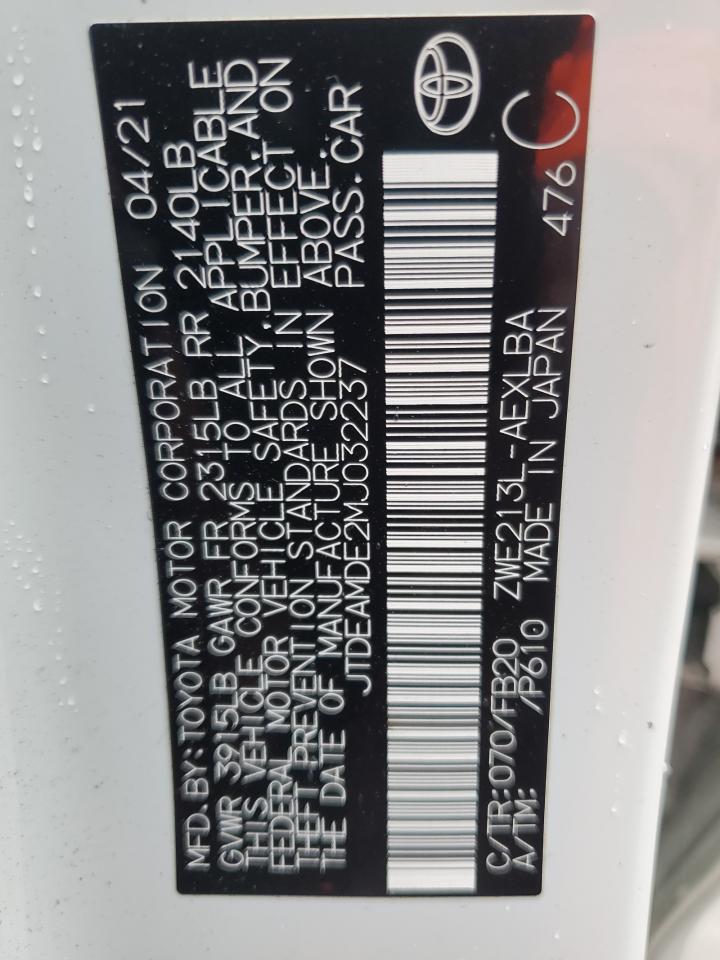 MFD.BY:TOYOTA MOTOR CORPORATION 04/21
GVWR 3915LB GAWR FR 2315LB RR 2140LB
THIS VEHICLE CONFORMS TO ALL APPLICABLE
FEDERAL MOTOR VEHICLE SAFETY,BUMPER,AND
THEFT PREVENTION STANDARDS IN EFFECT ON
THE DATE OF MANUFACTURE SHOWN ABOVE.
JTDEAMDE2MJ032237 PASS.CAR
C/TR:070/FB20 ZWE213L-AEXLBA
A/TM: /P610 MADE IN JAPAN 476 C